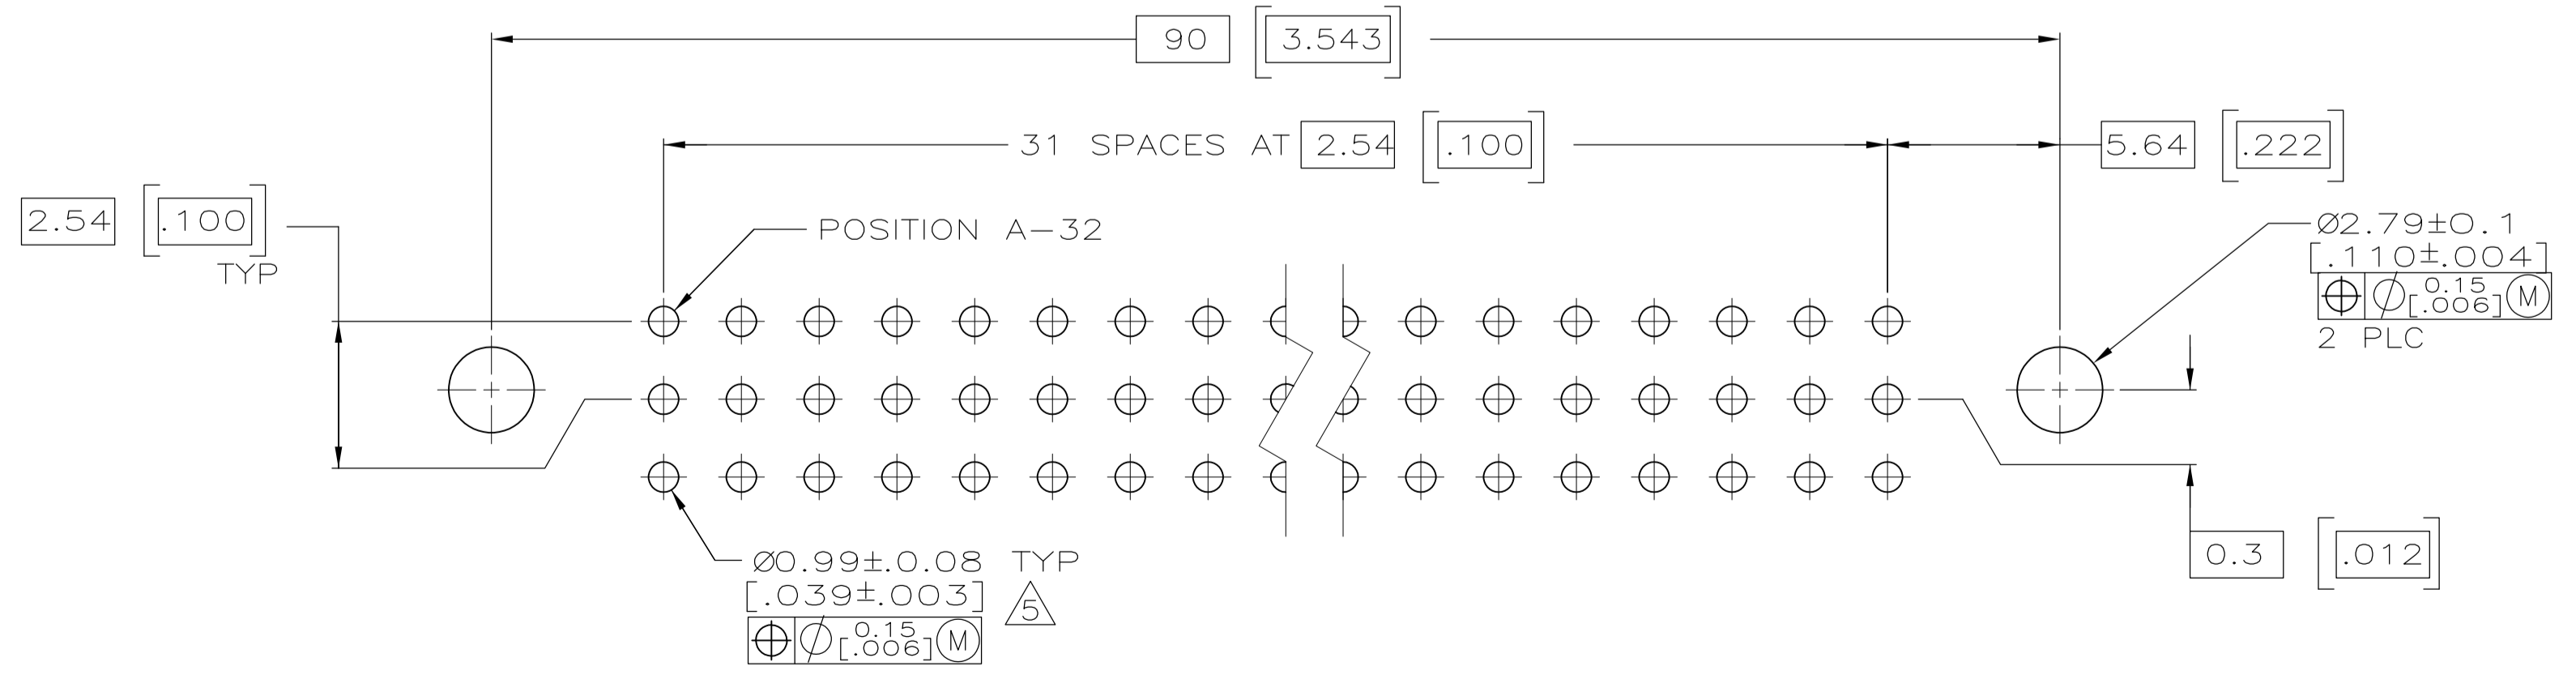 90 [3.543]
31 SPACES AT 2.54 [.100]
5.64 [.222]
2.54 [.100]
TYP
POSITION A-32
Ø2.79±0.1
[.110±.004]
⌖ ⌀ 0.15 [.006] Ⓜ
2 PLC
0.3 [.012]
Ø0.99±0.08 TYP
[.039±.003] 5
⌖ ⌀ 0.15 [.006] Ⓜ